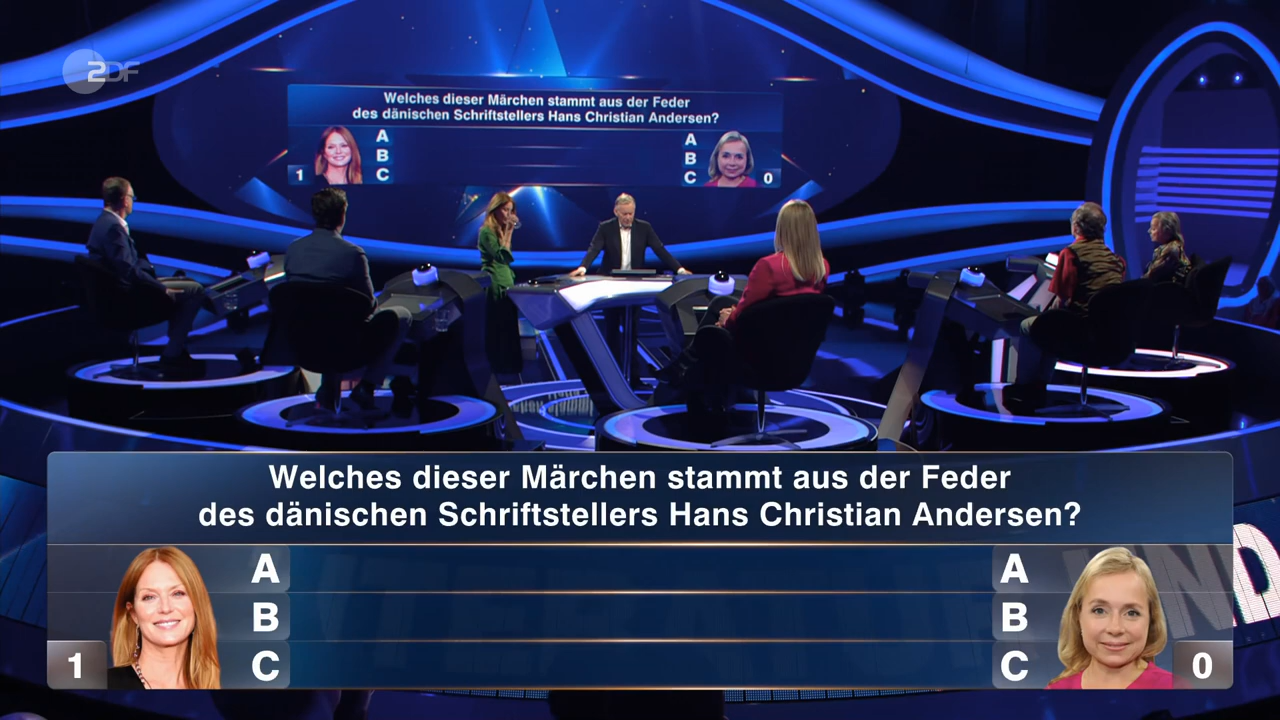 ZDF
Welches dieser Märchen stammt aus der Feder
des dänischen Schriftstellers Hans Christian Andersen?
A
A
B
B
1
C
C
0
Welches dieser Märchen stammt aus der Feder
des dänischen Schriftstellers Hans Christian Andersen?
A
A
B
B
1
C
C
0